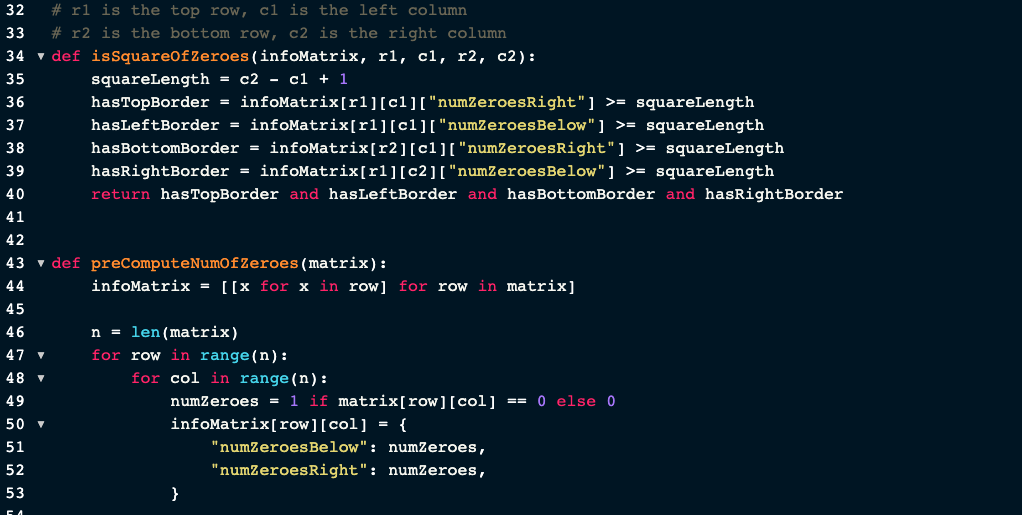 32 # r1 is the top row, c1 is the left column
33 # r2 is the bottom row, c2 is the right column
34 ▼ def isSquareOfZeroes(infoMatrix, r1, c1, r2, c2):
35     squareLength = c2 - c1 + 1
36     hasTopBorder = infoMatrix[r1][c1]["numZeroesRight"] >= squareLength
37     hasLeftBorder = infoMatrix[r1][c1]["numZeroesBelow"] >= squareLength
38     hasBottomBorder = infoMatrix[r2][c1]["numZeroesRight"] >= squareLength
39     hasRightBorder = infoMatrix[r1][c2]["numZeroesBelow"] >= squareLength
40     return hasTopBorder and hasLeftBorder and hasBottomBorder and hasRightBorder
41
42
43 ▼ def preComputeNumOfZeroes(matrix):
44     infoMatrix = [[x for x in row] for row in matrix]
45
46     n = len(matrix)
47 ▼     for row in range(n):
48 ▼         for col in range(n):
49             numZeroes = 1 if matrix[row][col] == 0 else 0
50 ▼             infoMatrix[row][col] = {
51                 "numZeroesBelow": numZeroes,
52                 "numZeroesRight": numZeroes,
53             }